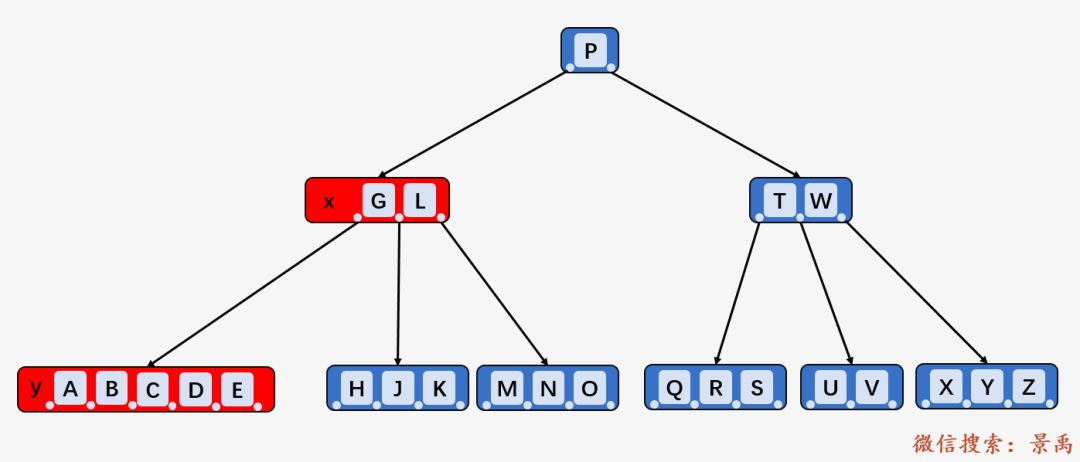 P
x G L
T W
y A B C D E
H J K
M N O
Q R S
U V
X Y Z
微信搜索：景禹